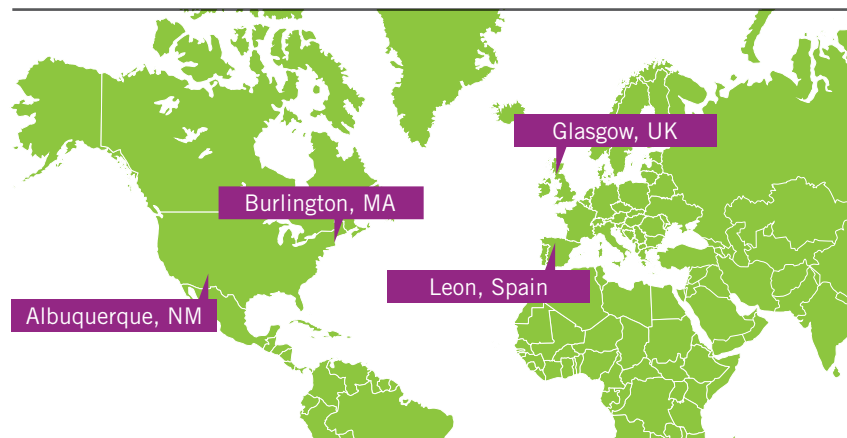 Glasgow, UK
Burlington, MA
Leon, Spain
Albuquerque, NM